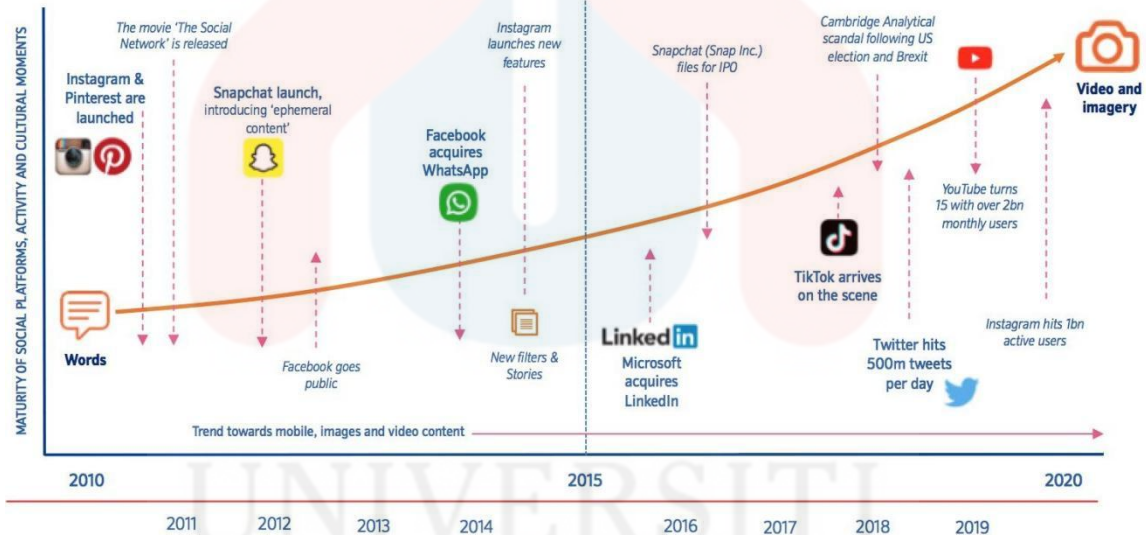 MATURITY OF SOCIAL PLATFORMS, ACTIVITY AND CULTURAL MOMENTS
The movie ‘The Social
Network’ is released
Instagram &
Pinterest are
launched
Snapchat launch,
introducing ‘ephemeral
content’
Facebook
acquires
WhatsApp
Instagram
launches new
features
Snapchat (Snap Inc.)
files for IPO
Cambridge Analytical
scandal following US
election and Brexit
Video and
imagery
YouTube turns
15 with over 2bn
monthly users
TikTok arrives
on the scene
Words
Facebook goes
public
New filters &
Stories
Linked in
Microsoft
acquires
LinkedIn
Twitter hits
500m tweets
per day
Instagram hits 1bn
active users
Trend towards mobile, images and video content
2010
2015
2020
UNIVERSITI
2011
2012
2013
2014
2016
2017
2018
2019